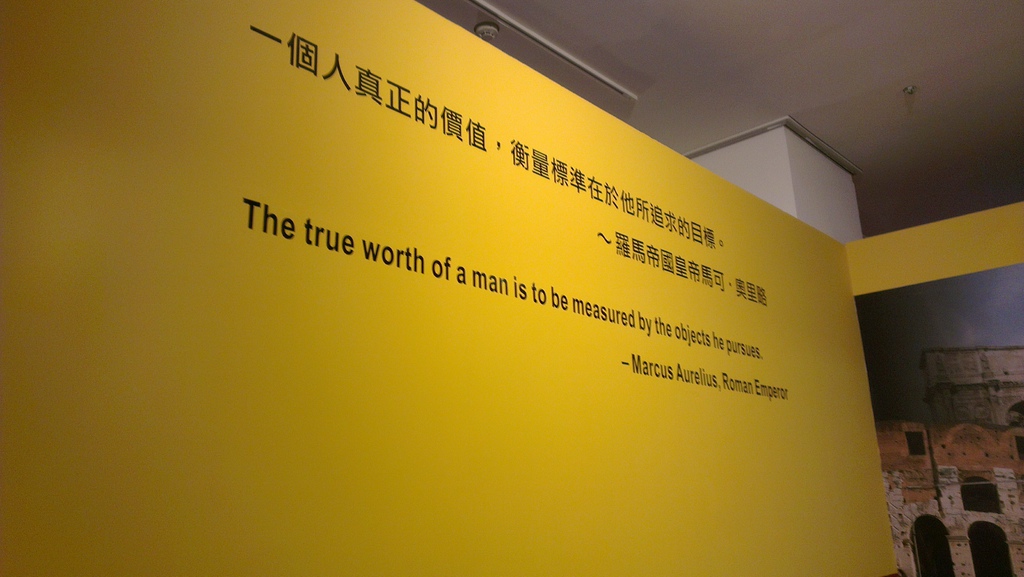 一個人真正的價值，衡量標準在於他所追求的目標。
～羅馬帝國皇帝馬可·奧里略
The true worth of a man is to be measured by the objects he pursues.
–Marcus Aurelius, Roman Emperor